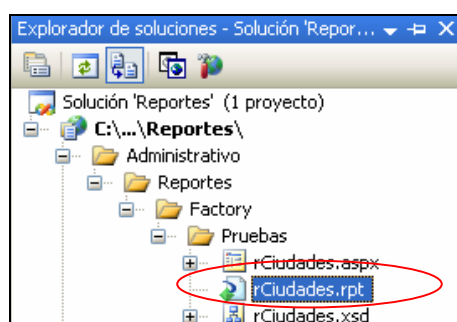 Explorador de soluciones - Solución 'Repor...
Solución 'Reportes' (1 proyecto)
C:\...\Reportes\
Administrativo
Reportes
Factory
Pruebas
rCiudades.aspx
rCiudades.rpt
rCiudades.xsd